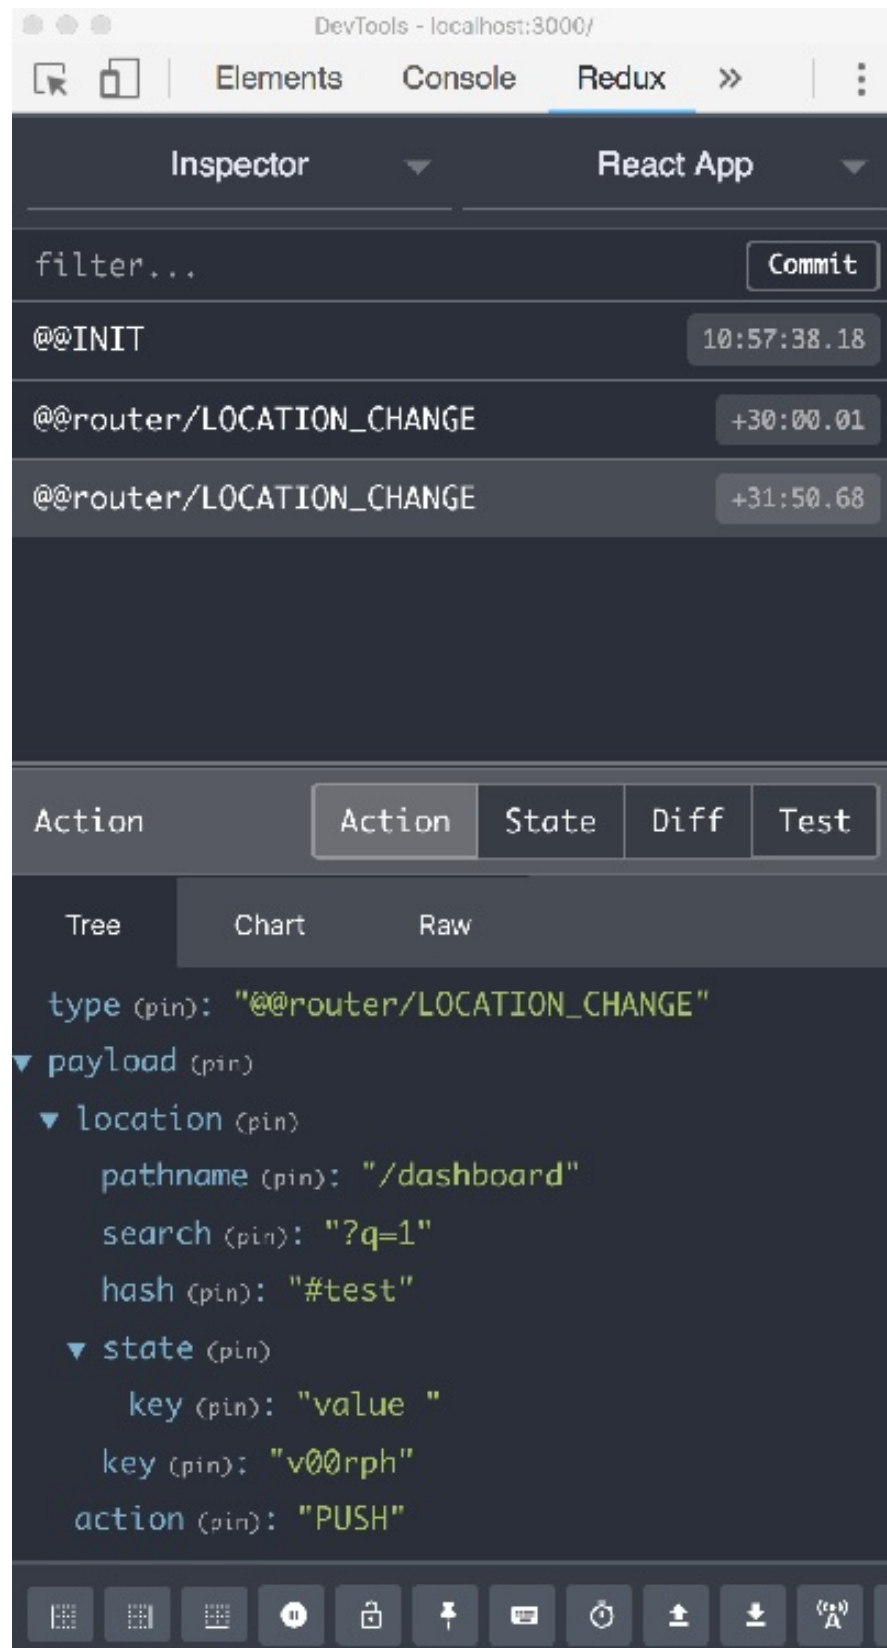 DevTools - localhost:3000/
Elements Console Redux »
Inspector React App
filter... Commit
@@INIT 10:57:38.18
@@router/LOCATION_CHANGE +30:00.01
@@router/LOCATION_CHANGE +31:50.68
Action Action State Diff Test
Tree Chart Raw
type (pin): "@@router/LOCATION_CHANGE"
payload (pin)
location (pin)
pathname (pin): "/dashboard"
search (pin): "?q=1"
hash (pin): "#test"
state (pin)
key (pin): "value "
key (pin): "v00rph"
action (pin): "PUSH"